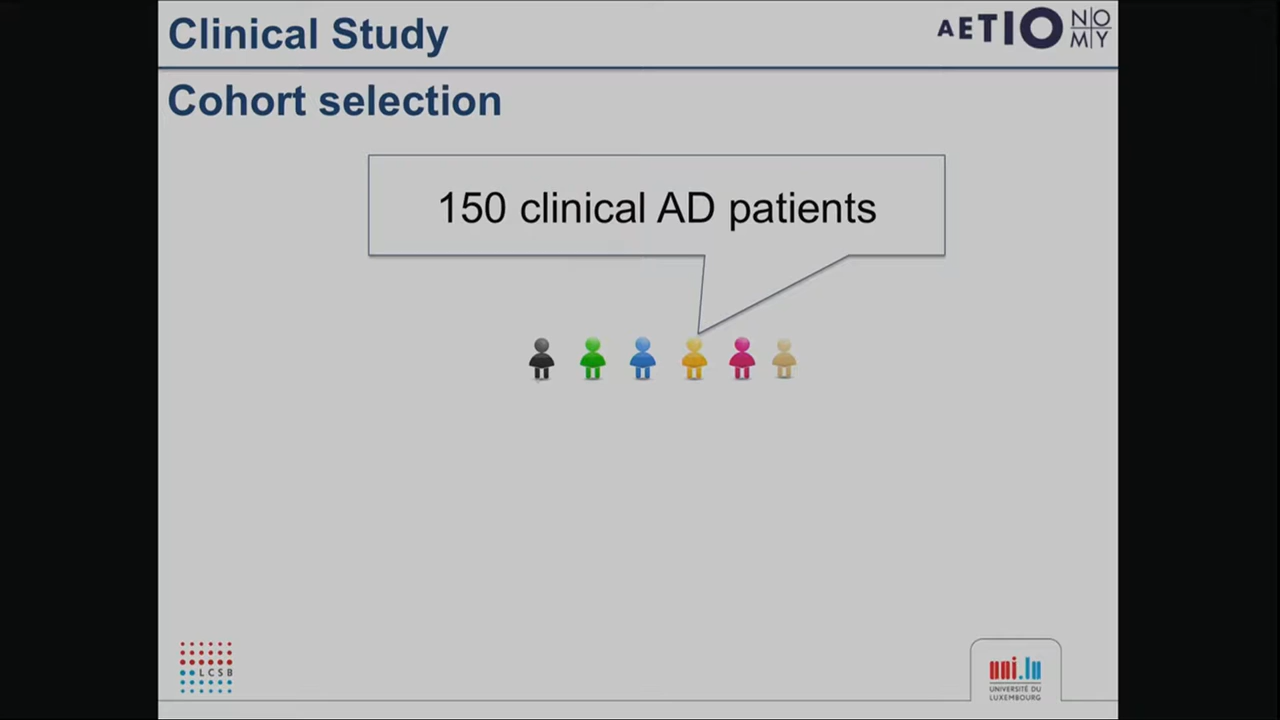 Clinical Study
AETIONOMY
Cohort selection
150 clinical AD patients
LCSB
uni.lu
UNIVERSITÉ DU
LUXEMBOURG